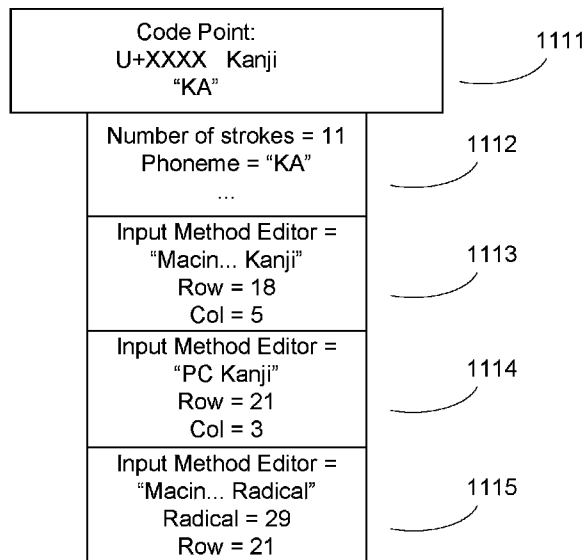 Code Point:
U+XXXX Kanji
“KA”
1111
Number of strokes = 11
Phoneme = “KA”
...
1112
Input Method Editor =
“Macin... Kanji”
Row = 18
Col = 5
1113
Input Method Editor =
“PC Kanji”
Row = 21
Col = 3
1114
Input Method Editor =
“Macin... Radical”
Radical = 29
Row = 21
1115